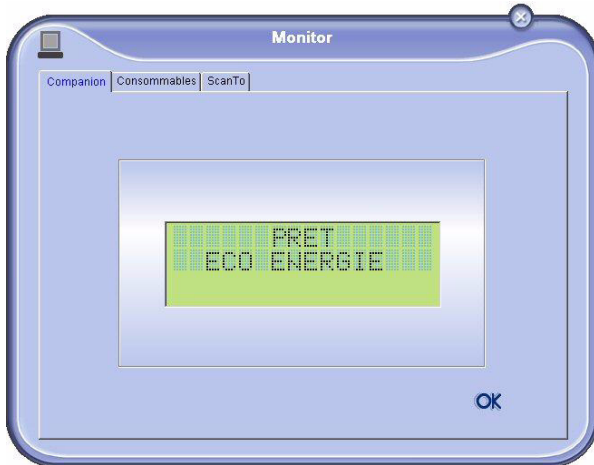 Monitor
Companion Consommables ScanTo
PRET
ECO ENERGIE
OK